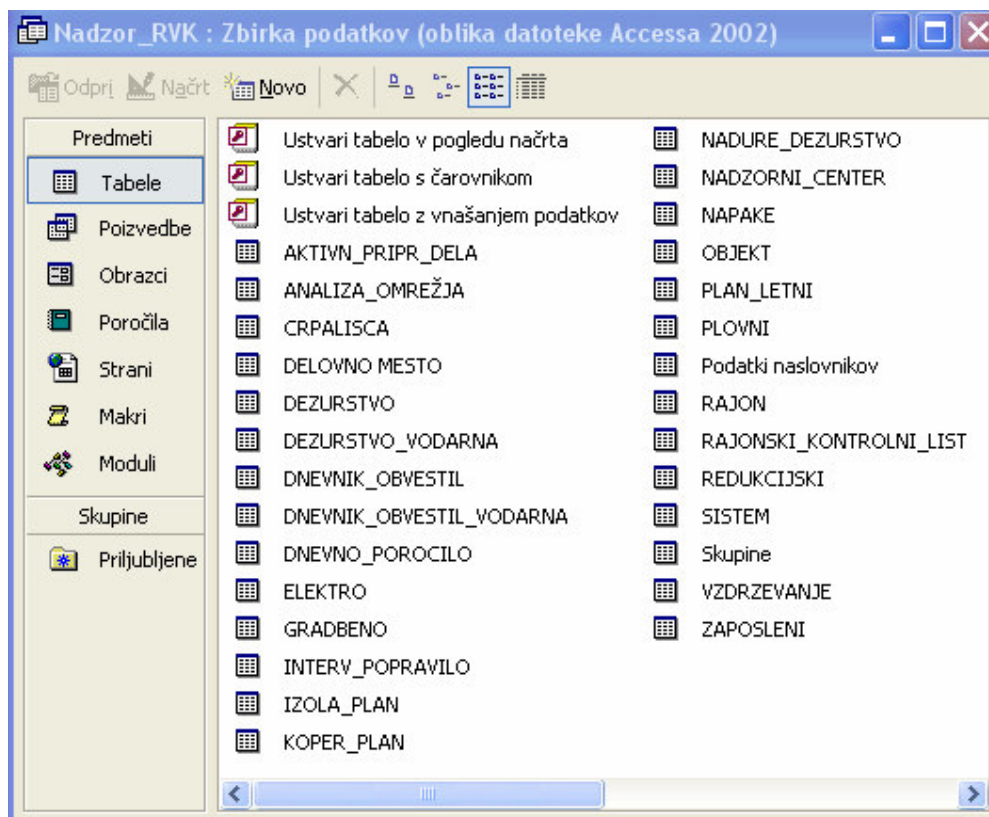 Nadzor_RVK : Zbirka podatkov (oblika datoteke Accessa 2002)
Odpri Načrt Novo
Predmeti
Tabele
Poizvedbe
Obrazci
Poročila
Strani
Makri
Moduli
Skupine
Priljubljene
Ustvari tabelo v pogledu načrta
Ustvari tabelo s čarovnikom
Ustvari tabelo z vnašanjem podatkov
AKTIVN_PRIPR_DELA
ANALIZA_OMREŽJA
CRPALISCA
DELOVNO MESTO
DEZURSTVO
DEZURSTVO_VODARNA
DNEVNIK_OBVESTIL
DNEVNIK_OBVESTIL_VODARNA
DNEVNO_POROCILO
ELEKTRO
GRADBENO
INTERV_POPRAVILO
IZOLA_PLAN
KOPER_PLAN
NADURE_DEZURSTVO
NADZORNI_CENTER
NAPAKE
OBJEKT
PLAN_LETNI
PLOVNI
Podatki naslovnikov
RAJON
RAJONSKI_KONTROLNI_LIST
REDUKCIJSKI
SISTEM
Skupine
VZDRZEVANJE
ZAPOSLENI